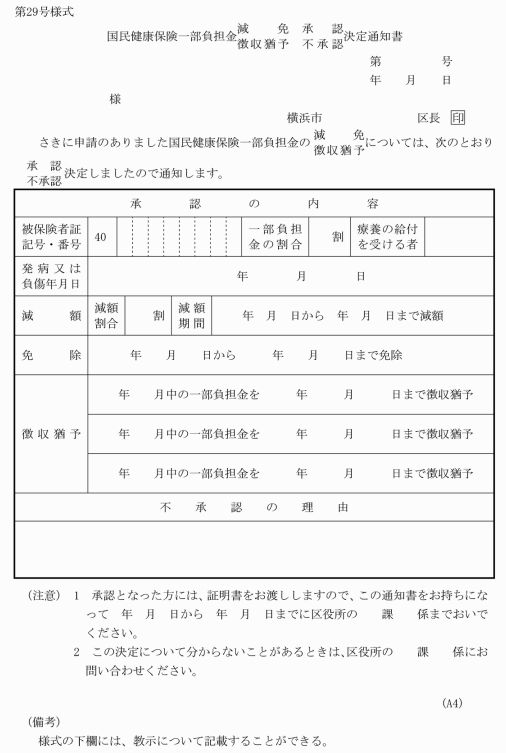 第29号様式
国民健康保険一部負担金減免徴収猶予承認不承認決定通知書
第　　　号
年　　月　　日
様
横浜市　　　　　　区長　印
さきに申請のありました国民健康保険一部負担金の減免徴収猶予については、次のとおり
承認不承認決定しましたので通知します。
承　認　の　内　容
被保険者証記号・番号　40　一部負担金の割合　割　療養の給付を受ける者
発病又は負傷年月日　年　　月　　日
減額　減額割合　割　減額期間　年　月　日から　年　月　日まで減額
免除　年　月　日から　年　月　日まで免除
徴収猶予　年　月中の一部負担金を　年　月　日まで徴収猶予
年　月中の一部負担金を　年　月　日まで徴収猶予
年　月中の一部負担金を　年　月　日まで徴収猶予
不　承　認　の　理　由
（注意）　1　承認となった方には、証明書をお渡ししますので、この通知書をお持ちにな
って　年　月　日から　年　月　日までに区役所の　　課　　係までおいで
ください。
2　この決定について分からないことがあるときは、区役所の　　課　　係にお
問い合わせください。
（A4）
（備考）
様式の下欄には、教示について記載することができる。